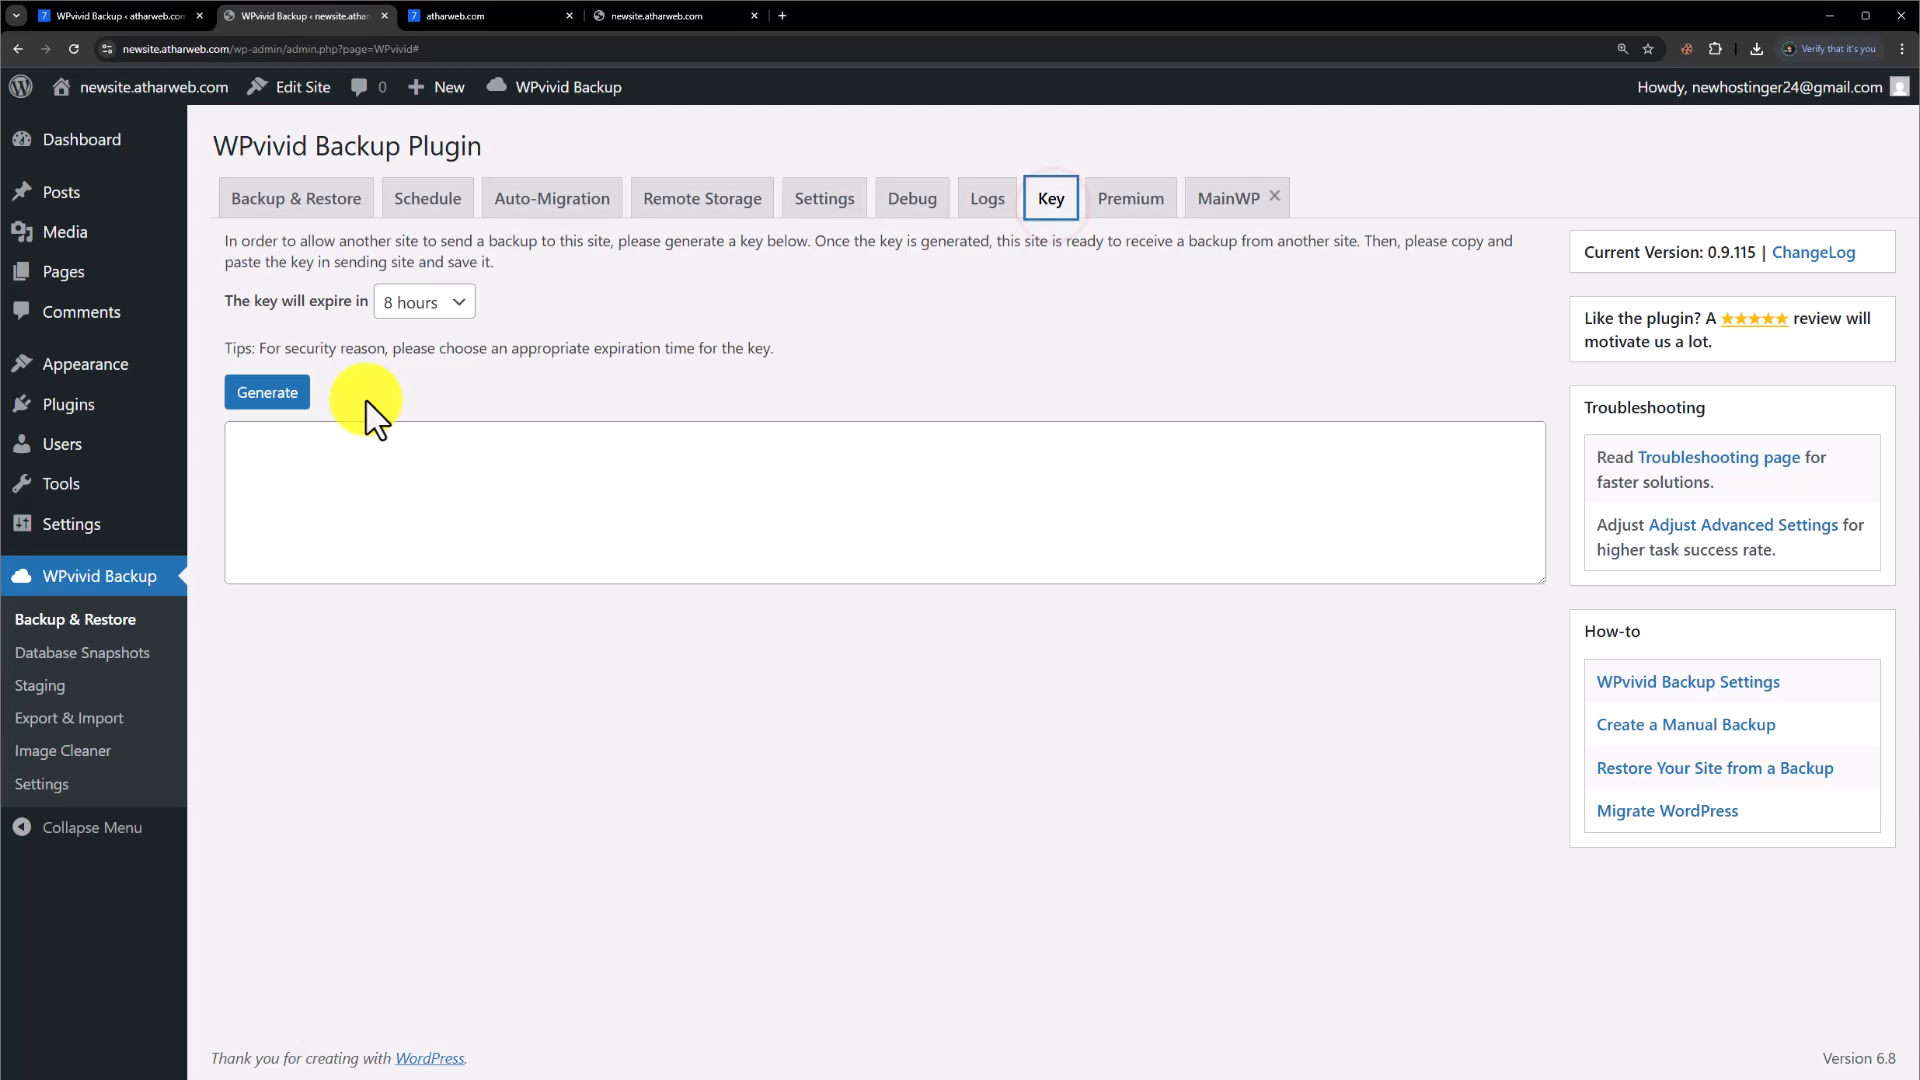 WPvivid Backup ‹ atharweb.com
WPvivid Backup ‹ newsite.athar
atharweb.com
newsite.atharweb.com
newsite.atharweb.com/wp-admin/admin.php?page=WPvivid#
Verify that it's you
newsite.atharweb.com
Edit Site
0
New
WPvivid Backup
Howdy, newhostinger24@gmail.com
Dashboard
Posts
Media
Pages
Comments
Appearance
Plugins
Users
Tools
Settings
WPvivid Backup
Backup & Restore
Database Snapshots
Staging
Export & Import
Image Cleaner
Settings
Collapse Menu
WPvivid Backup Plugin
Backup & Restore
Schedule
Auto-Migration
Remote Storage
Settings
Debug
Logs
Key
Premium
MainWP
In order to allow another site to send a backup to this site, please generate a key below. Once the key is generated, this site is ready to receive a backup from another site. Then, please copy and
paste the key in sending site and save it.
The key will expire in 8 hours
Tips: For security reason, please choose an appropriate expiration time for the key.
Generate
Current Version: 0.9.115 | ChangeLog
Like the plugin? A ★★★★★ review will
motivate us a lot.
Troubleshooting
Read Troubleshooting page for
faster solutions.
Adjust Adjust Advanced Settings for
higher task success rate.
How-to
WPvivid Backup Settings
Create a Manual Backup
Restore Your Site from a Backup
Migrate WordPress
Thank you for creating with WordPress.
Version 6.8